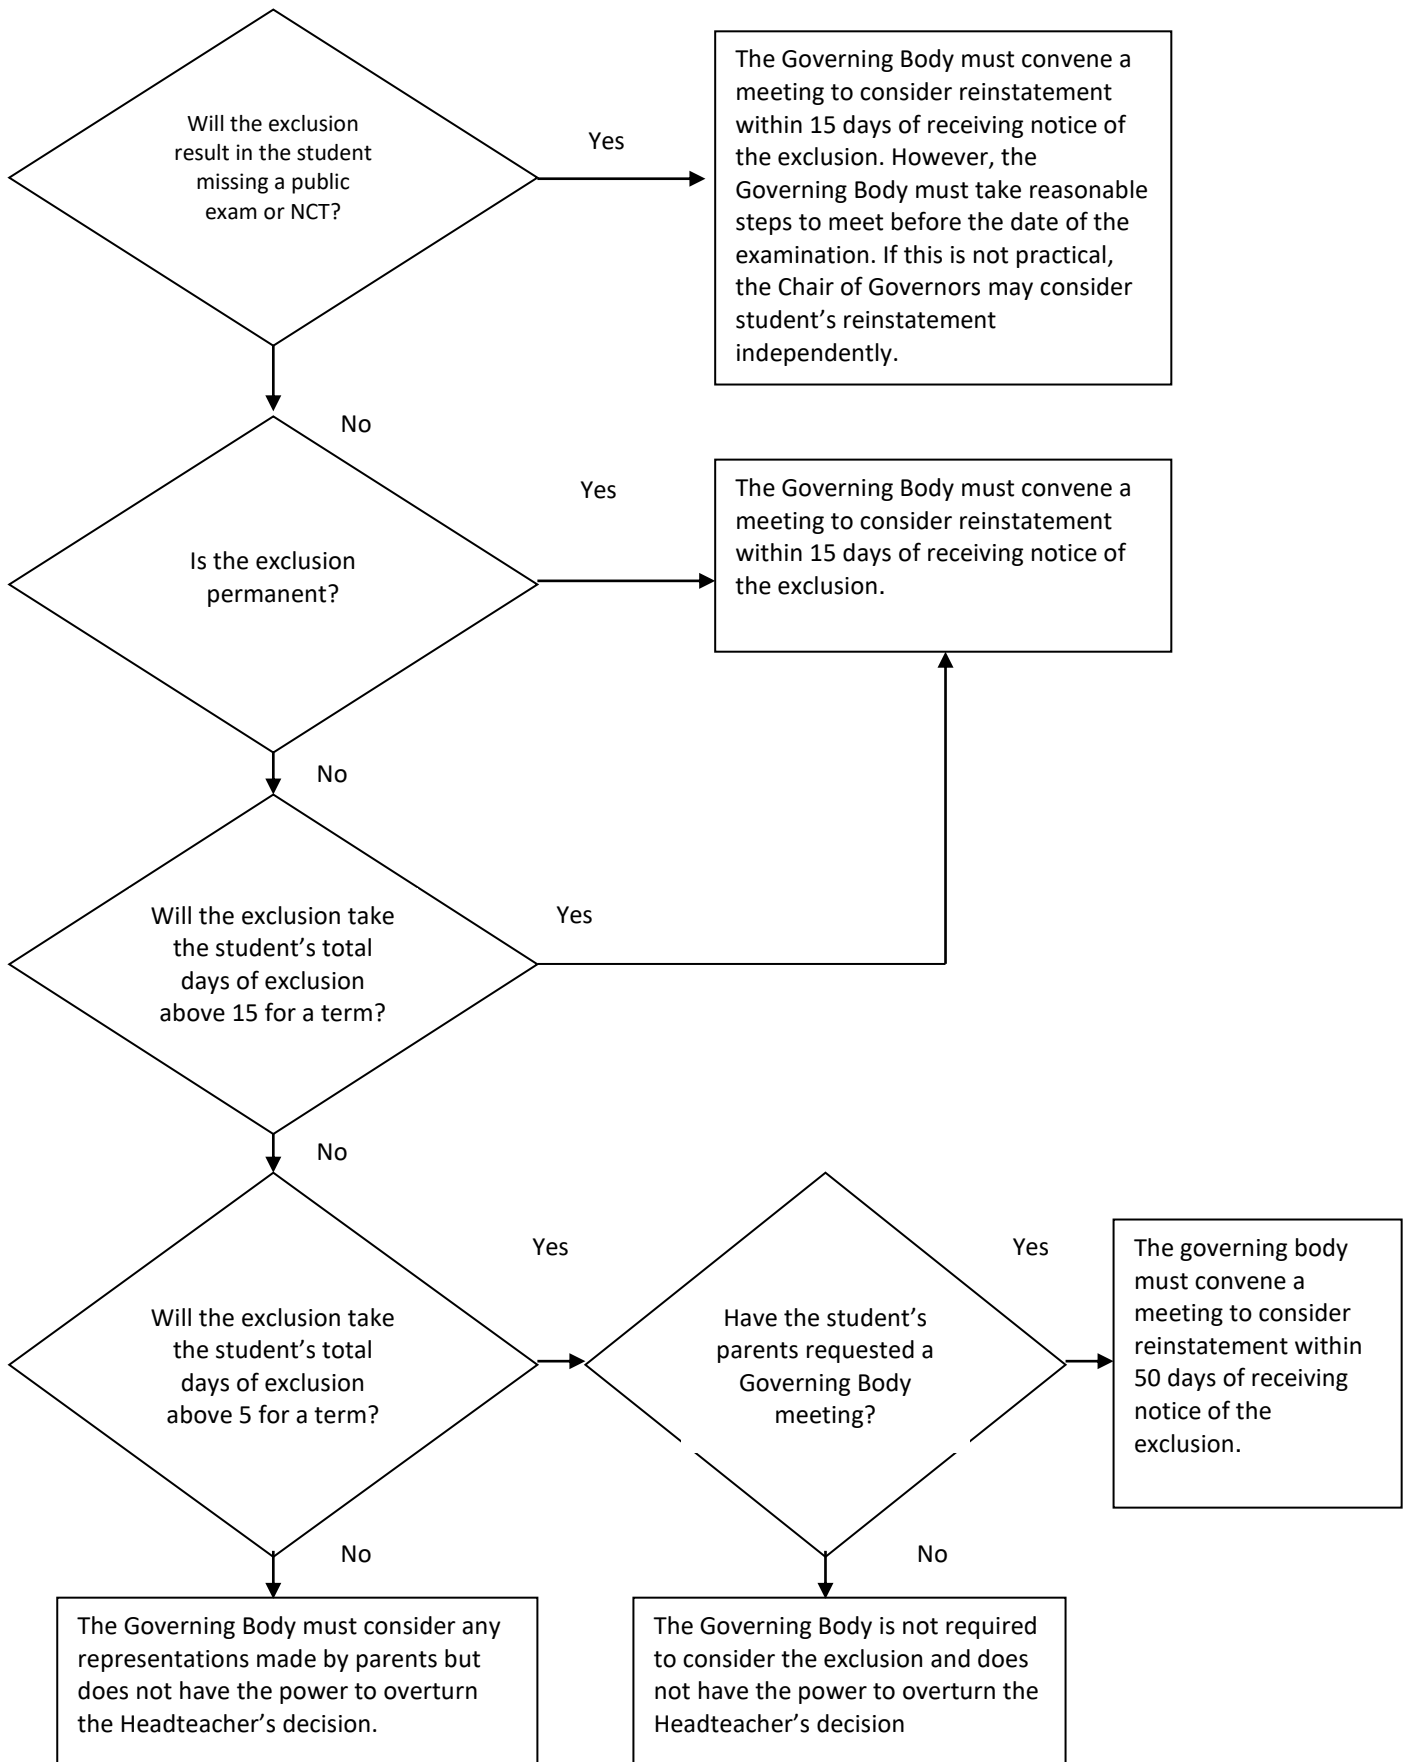 Will the exclusion
result in the student
missing a public
exam or NCT?
Yes
The Governing Body must convene a
meeting to consider reinstatement
within 15 days of receiving notice of
the exclusion. However, the
Governing Body must take reasonable
steps to meet before the date of the
examination. If this is not practical,
the Chair of Governors may consider
student’s reinstatement
independently.
No
Is the exclusion
permanent?
Yes
The Governing Body must convene a
meeting to consider reinstatement
within 15 days of receiving notice of
the exclusion.
No
Will the exclusion take
the student’s total
days of exclusion
above 15 for a term?
Yes
No
Will the exclusion take
the student’s total
days of exclusion
above 5 for a term?
Yes
Have the student’s
parents requested a
Governing Body
meeting?
Yes
The governing body
must convene a
meeting to consider
reinstatement within
50 days of receiving
notice of the
exclusion.
No
The Governing Body must consider any
representations made by parents but
does not have the power to overturn
the Headteacher’s decision.
No
The Governing Body is not required
to consider the exclusion and does
not have the power to overturn the
Headteacher’s decision